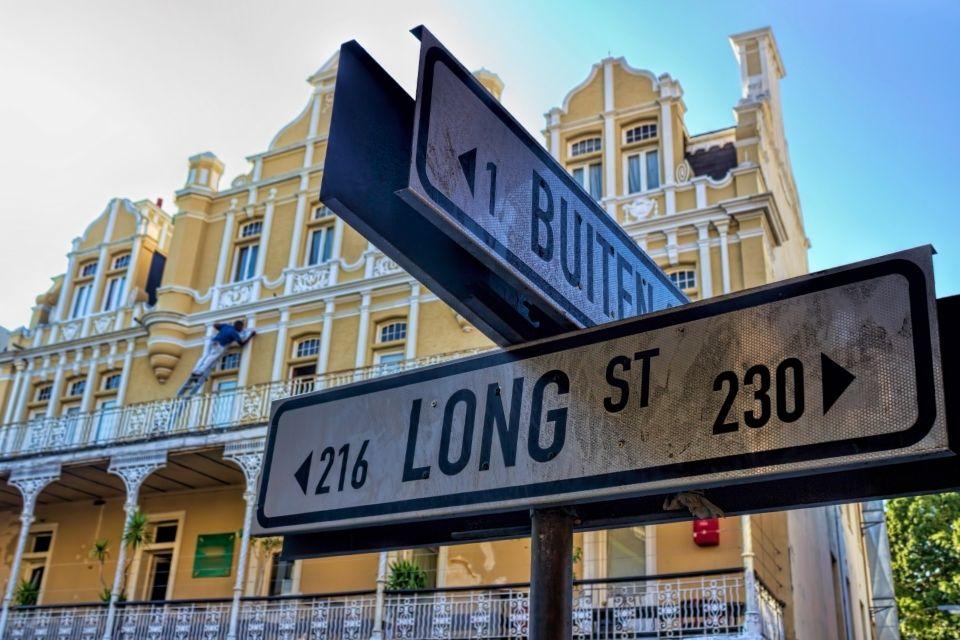 ◄ 1 BUITEN
◄ 216 LONG ST 230 ►